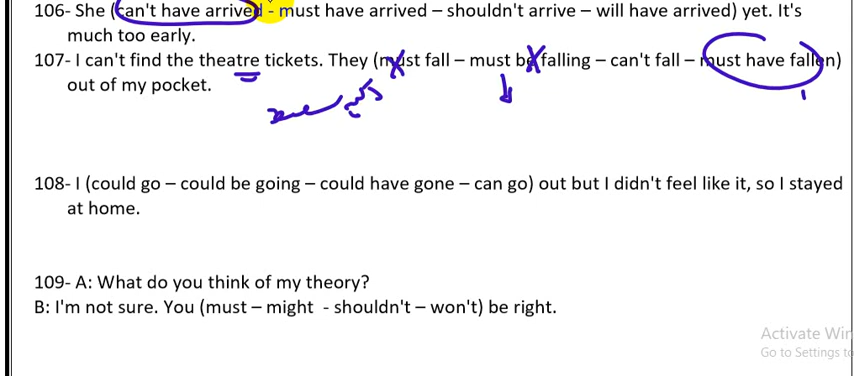 106- She (can't have arrived - must have arrived – shouldn't arrive – will have arrived) yet. It's
much too early.
107- I can't find the theatre tickets. They (must fall – must be falling – can't fall – must have fallen)
out of my pocket.
108- I (could go – could be going – could have gone – can go) out but I didn't feel like it, so I stayed
at home.
109- A: What do you think of my theory?
B: I'm not sure. You (must – might - shouldn't – won't) be right.
Activate Win
Go to Settings to